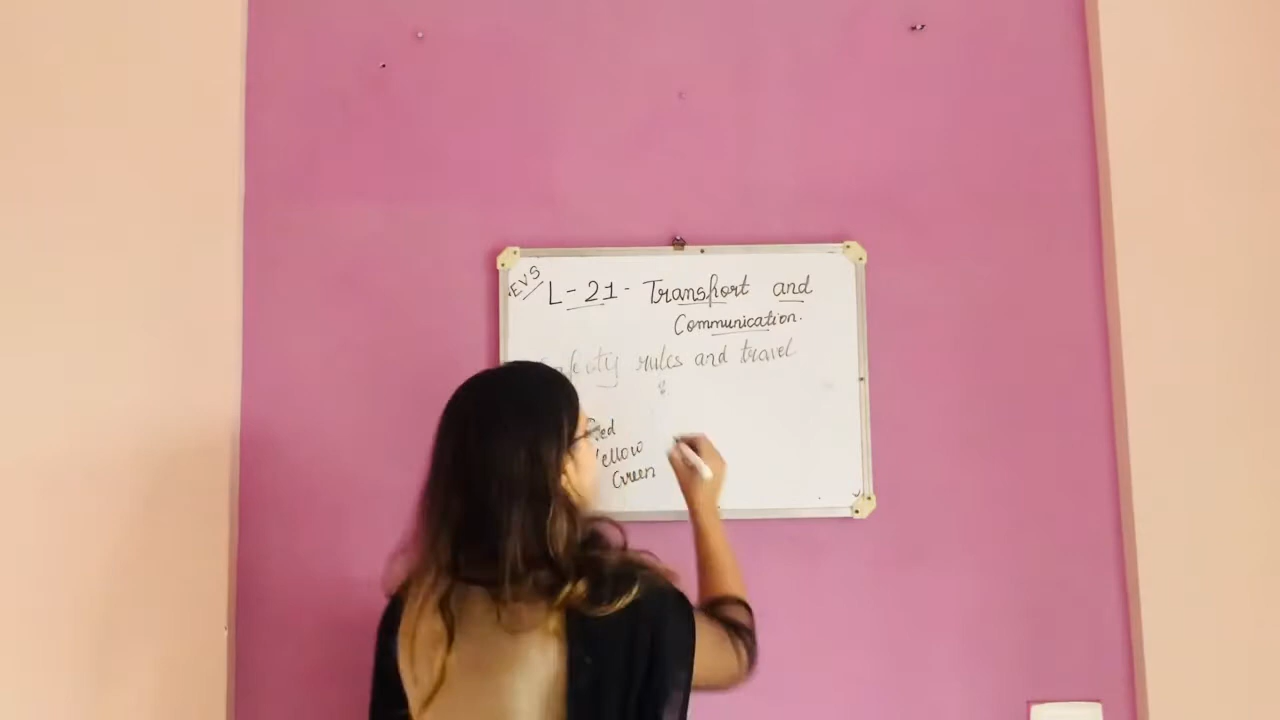 EVS
L - 21 - Transport and
Communication.
Safety rules and travel
Red
Yellow
Green